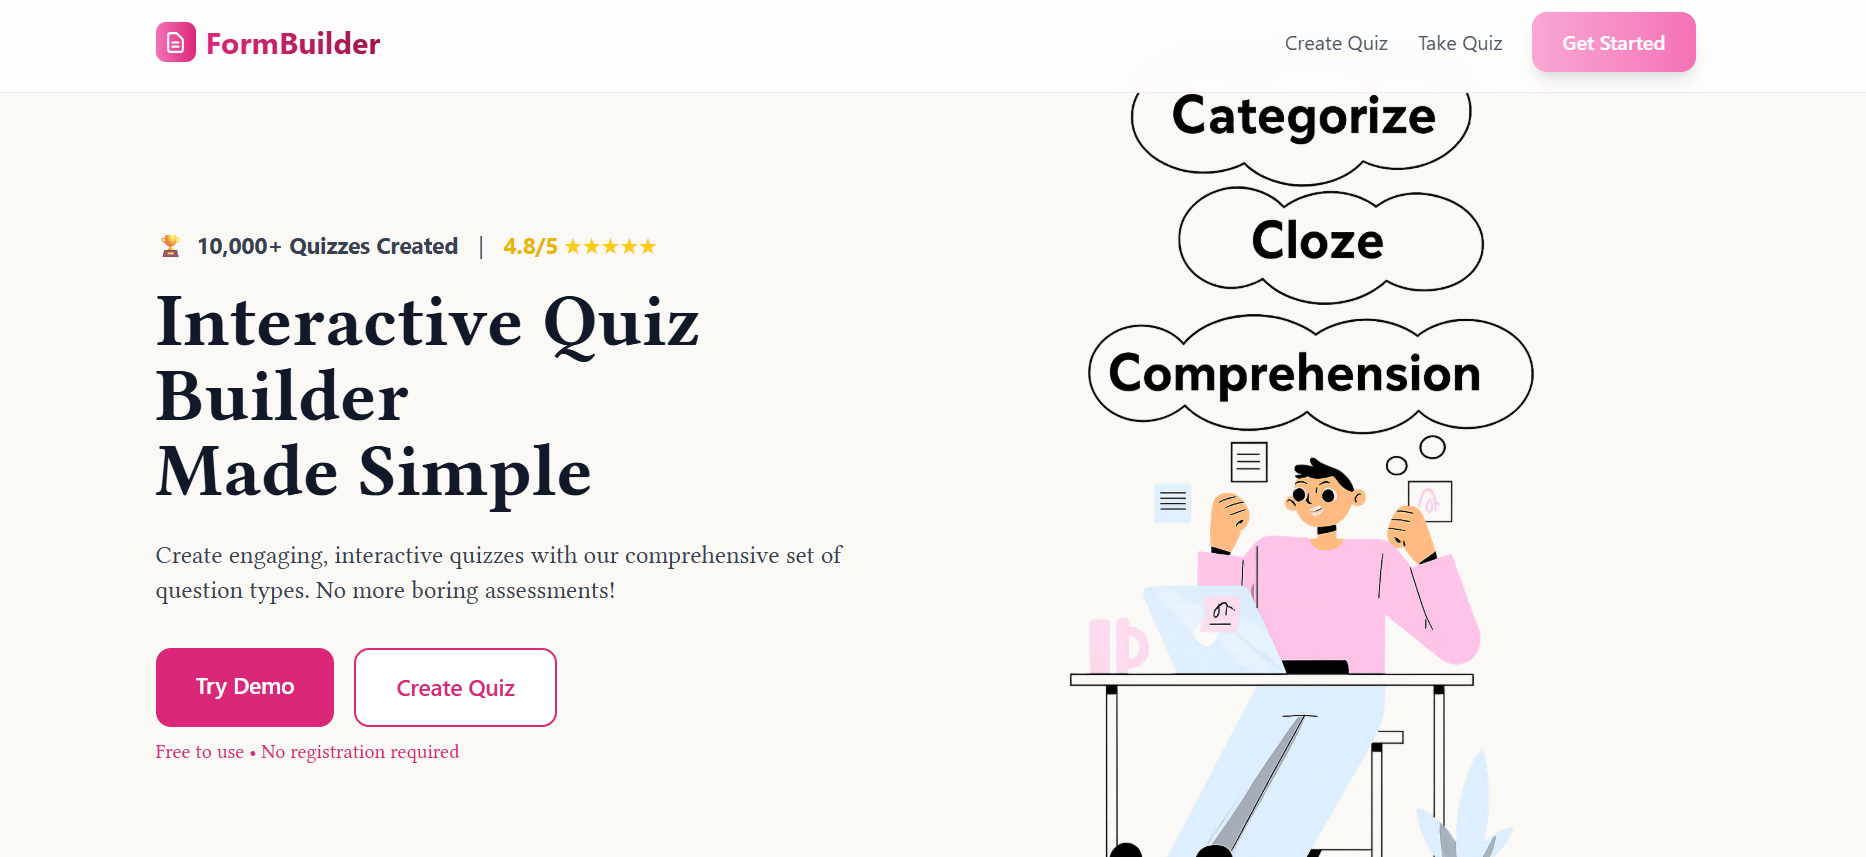 FormBuilder
Create Quiz
Take Quiz
Get Started
10,000+ Quizzes Created | 4.8/5 ★★★★★
Interactive Quiz
Builder
Made Simple
Create engaging, interactive quizzes with our comprehensive set of
question types. No more boring assessments!
Try Demo
Create Quiz
Free to use • No registration required
Categorize
Cloze
Comprehension